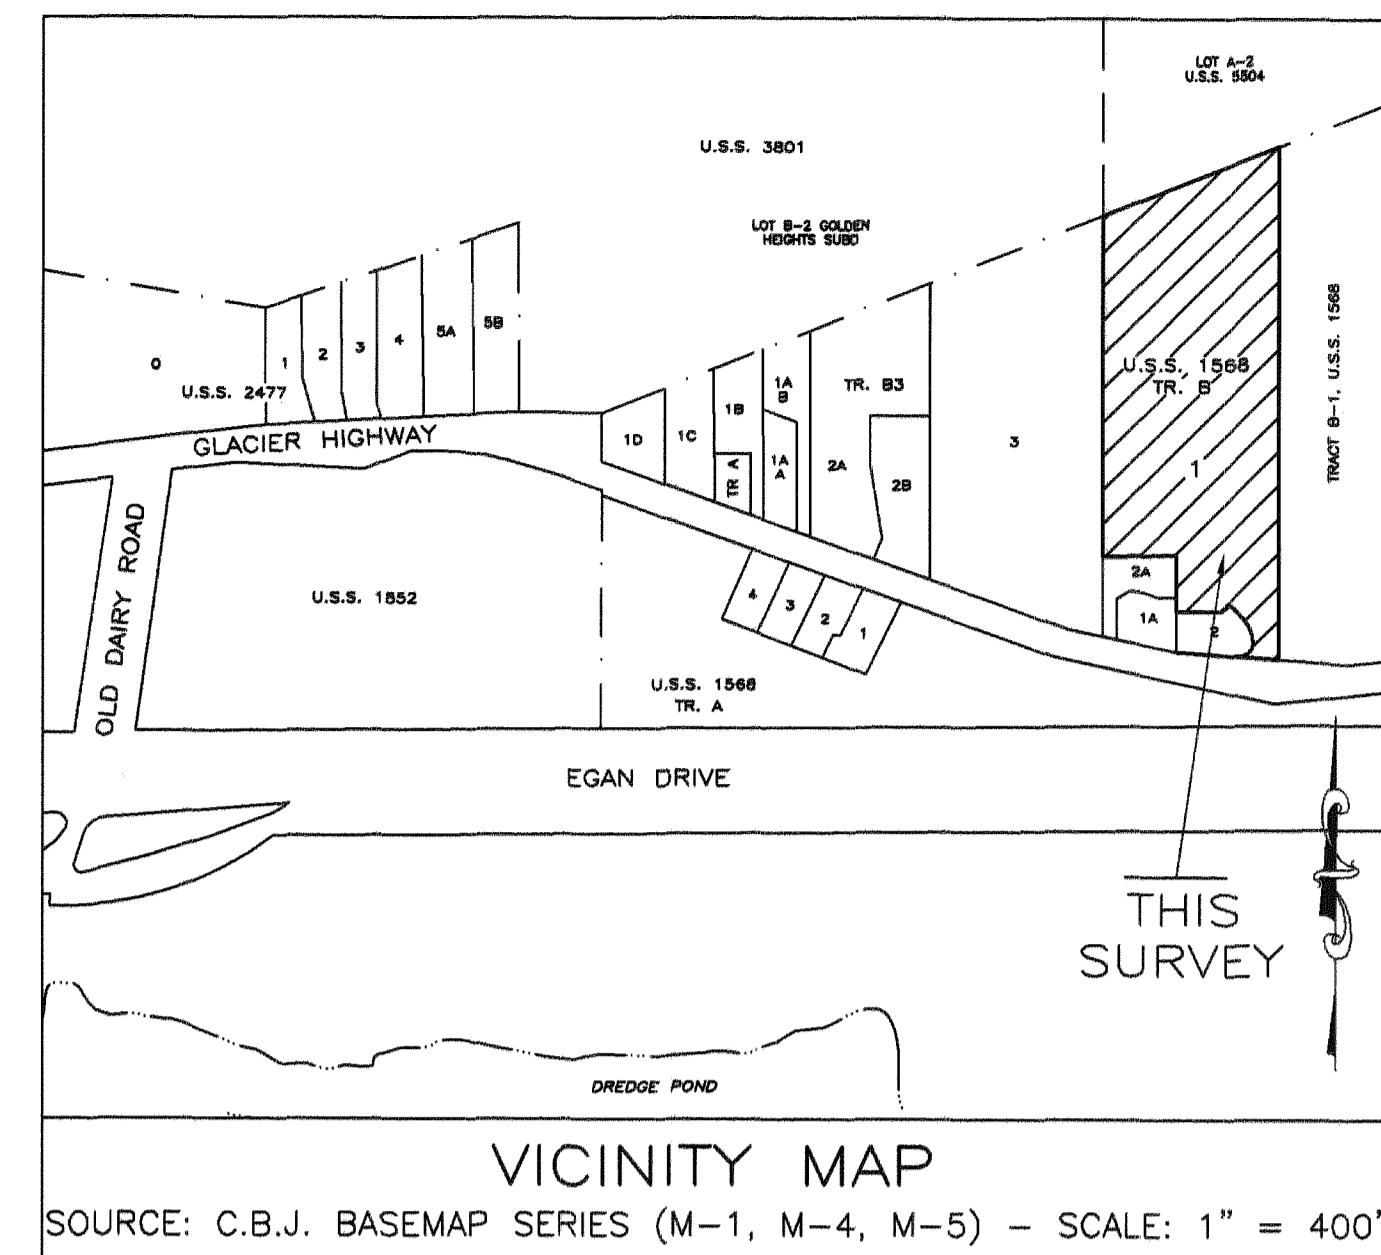 LOT A-2
U.S.S. 5504
U.S.S. 3801
LOT B-2 GOLDEN
HEIGHTS SUBD
0
U.S.S. 2477
1
2
3
4
5A
5B
GLACIER HIGHWAY
OLD DAIRY ROAD
1D
1C
1B
TR A
1A
B
1A
A
TR. B3
2A
2B
3
U.S.S. 1568
TR. B
1
TRACT B-1, U.S.S. 1568
2A
1A
2
U.S.S. 1852
4
3
2
1
U.S.S. 1568
TR. A
EGAN DRIVE
THIS
SURVEY
DREDGE POND
VICINITY MAP
SOURCE: C.B.J. BASEMAP SERIES (M-1, M-4, M-5) - SCALE: 1" = 400'